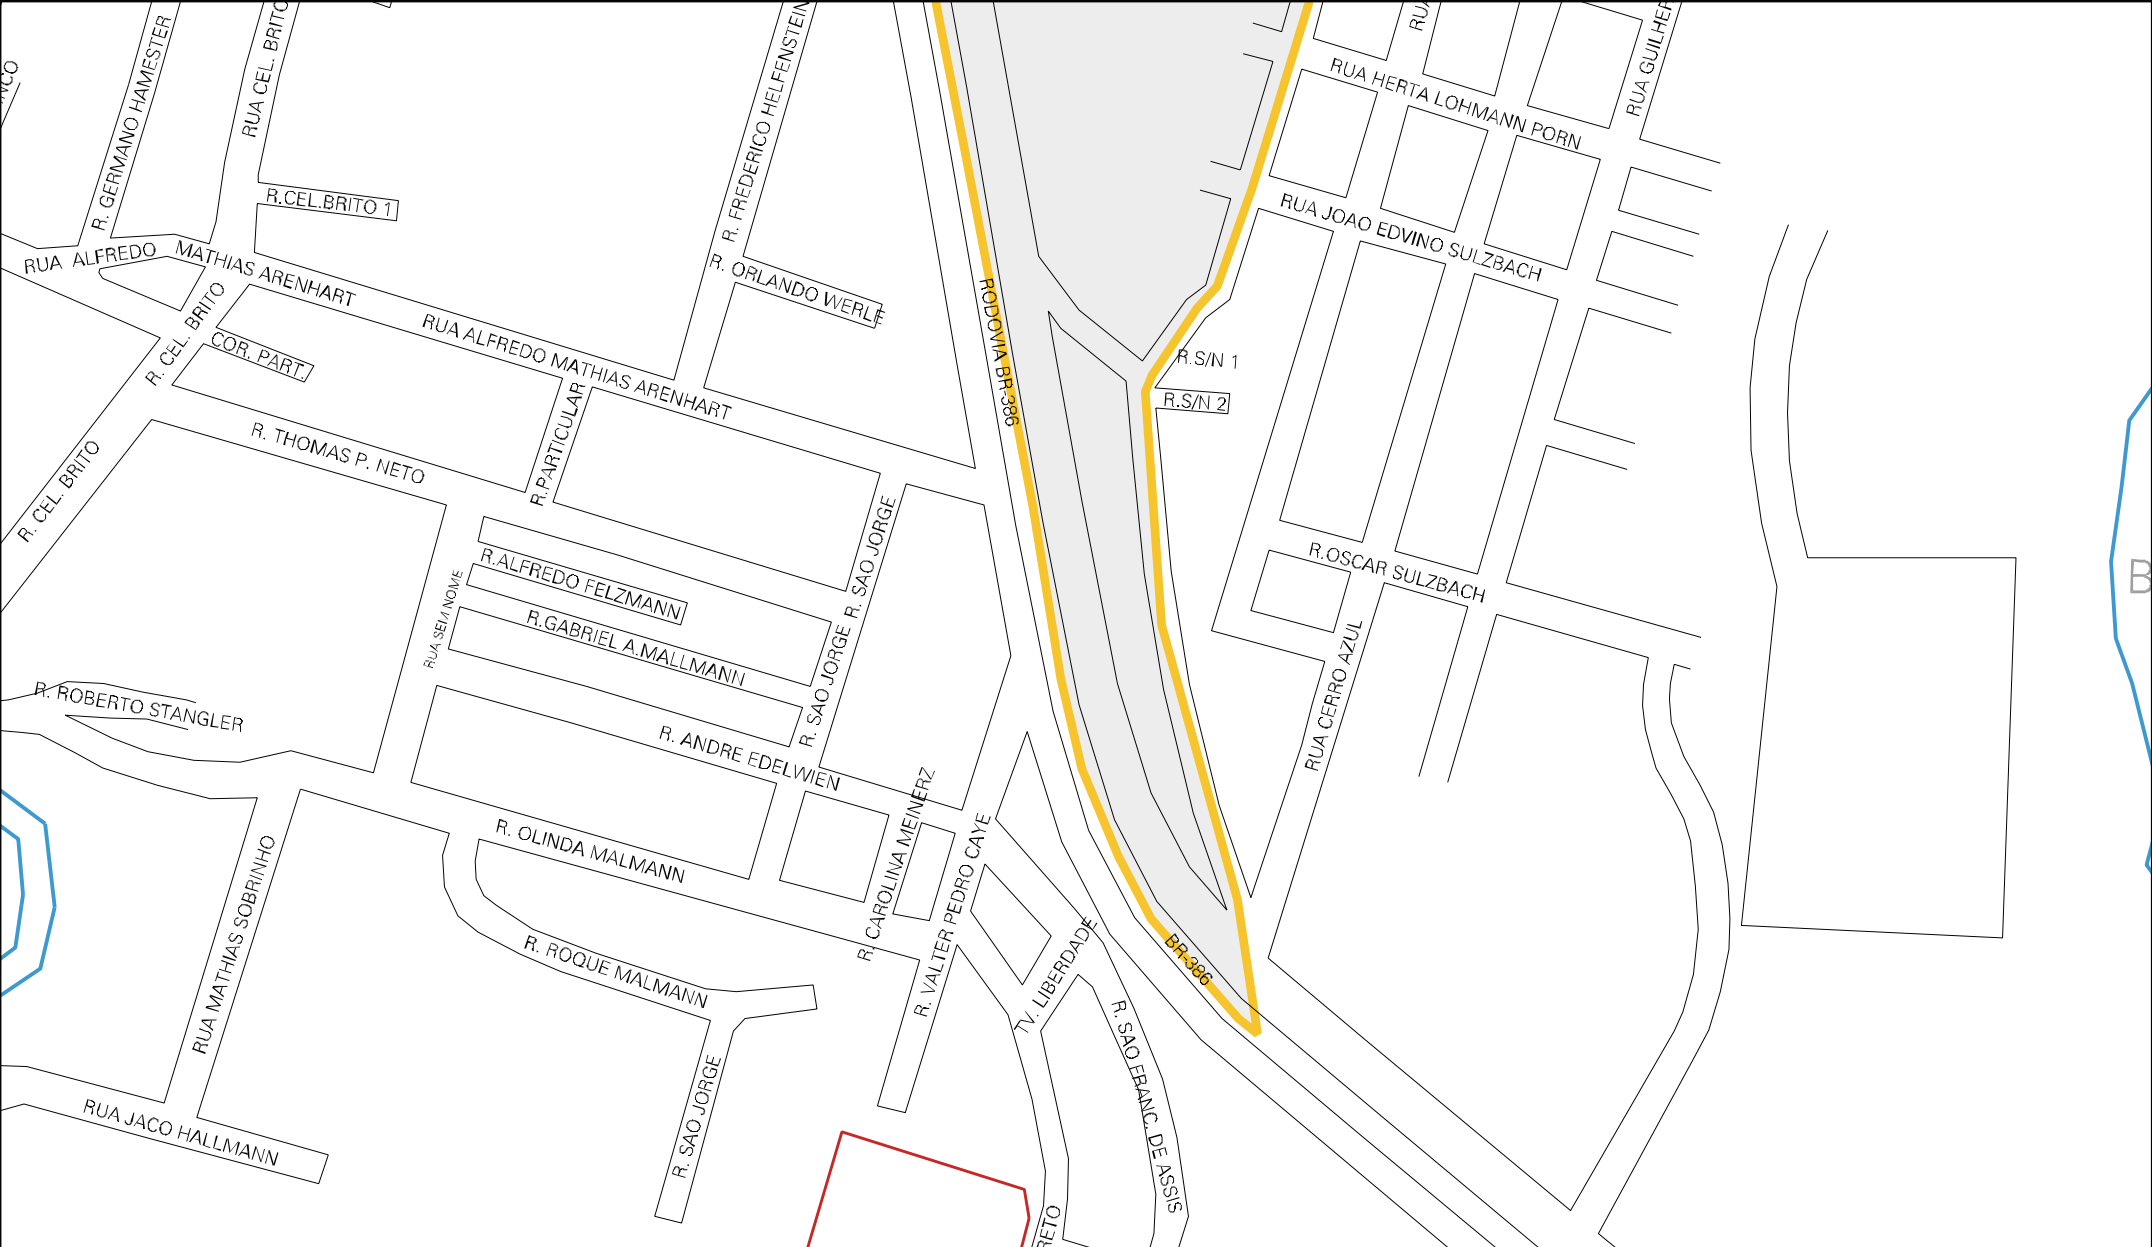 R. GERMANO HAMESTER
RUA CEL. BRITO
R. FREDERICO HELFENSTEIN
RUA HERTA LOHMANN PORN
R.CEL.BRITO 1
RUA JOAO EDVINO SULZBACH
RUA ALFREDO MATHIAS ARENHART
R. ORLANDO WERLE
RUA ALFREDO MATHIAS ARENHART
RODOVIA BR-386
R. CEL. BRITO
COR. PART.
R.S/N 1
R.S/N 2
R.PARTICULAR
R. THOMAS P. NETO
R. CEL. BRITO
R. SAO JORGE
R.ALFREDO FELZMANN
R.OSCAR SULZBACH
RUA SEM NOME
R.GABRIEL A.MALLMANN
R. SAO JORGE
RUA CERRO AZUL
R. ROBERTO STANGLER
R. ANDRE EDELWIEN
R. CAROLINA MEINERZ
R. OLINDA MALMANN
R. VALTER PEDRO CAYE
RUA MATHIAS SOBRINHO
R. ROQUE MALMANN
TV. LIBERDADE
BR-386
R. SAO FRANC. DE ASSIS
R. SAO JORGE
RUA JACO HALLMANN
RETO
RUA GUILHER
RUA
NCO
B